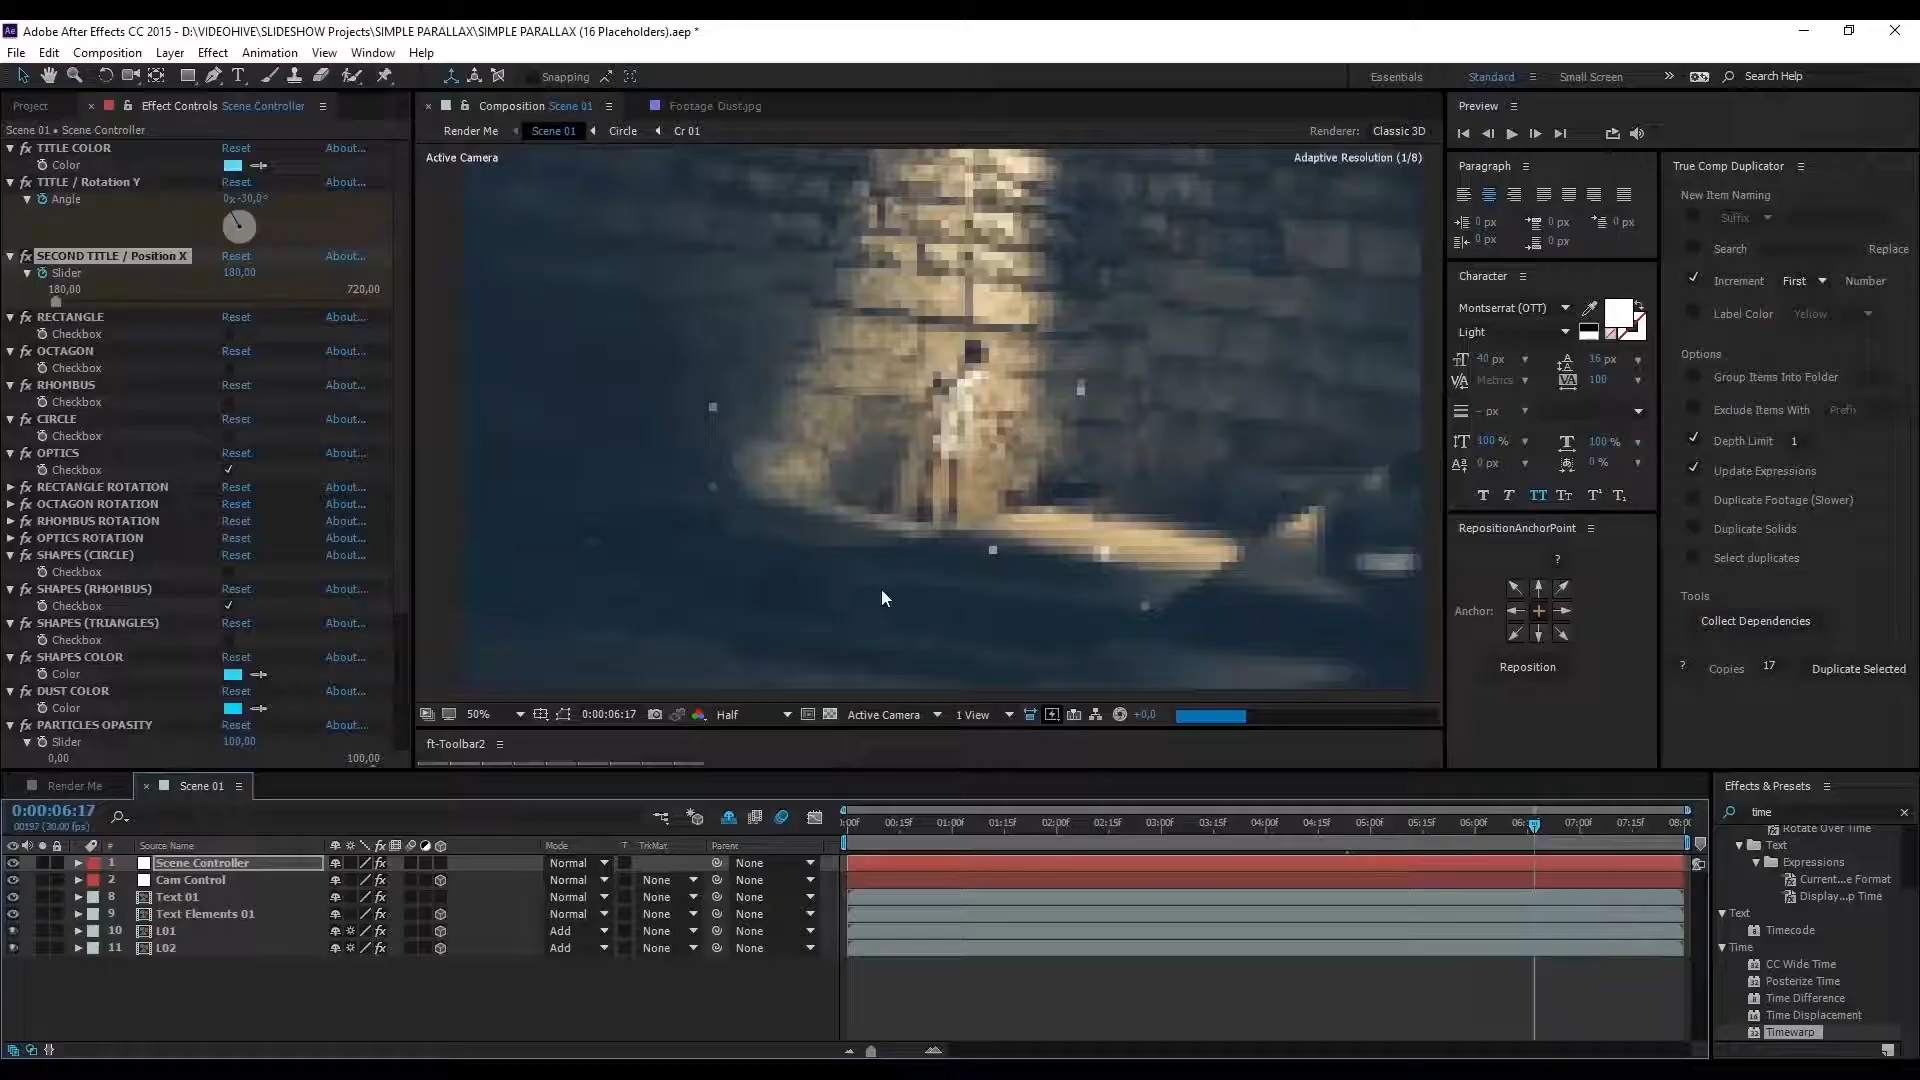 Adobe After Effects CC 2015 - D:\VIDEOHIVE\SLIDESHOW Projects\SIMPLE PARALLAX\SIMPLE PARALLAX (16 Placeholders).aep *
File Edit Composition Layer Effect Animation View Window Help
Snapping Essentials Standard Small Screen Search Help
Project Effect Controls Scene Controller
Composition Scene 01 Footage Dust.jpg
Scene 01 • Scene Controller
Render Me Scene 01 Circle Cr 01 Renderer: Classic 3D
Active Camera Adaptive Resolution (1/8)
TITLE COLOR Reset About...
Color
TITLE / Rotation Y Reset About...
Angle 0x-30,0°
SECOND TITLE / Position X Reset About...
Slider 180,00
180,00 720,00
RECTANGLE Reset About...
Checkbox
OCTAGON Reset About...
Checkbox
RHOMBUS Reset About...
Checkbox
CIRCLE Reset About...
Checkbox
OPTICS Reset About...
Checkbox
RECTANGLE ROTATION Reset About...
OCTAGON ROTATION Reset About...
RHOMBUS ROTATION Reset About...
OPTICS ROTATION Reset About...
SHAPES (CIRCLE) Reset About...
Checkbox
SHAPES (RHOMBUS) Reset About...
Checkbox
SHAPES (TRIANGLES) Reset About...
Checkbox
SHAPES COLOR Reset About...
Color
DUST COLOR Reset About...
Color
PARTICLES OPASITY Reset About...
Slider 100,00
0,00 100,00
50% 0:00:06:17 Half Active Camera 1 View +0,0
ft-Toolbar2
Preview
Paragraph
0 px 0 px 0 px
0 px 0 px
Character
Montserrat (OTT)
Light
40 px 16 px
Metrics 100
- px
100 % 100 %
0 px 0 %
T T TT Tt T¹ T₁
RepositionAnchorPoint
?
Anchor:
Reposition
True Comp Duplicator
New Item Naming
Suffix
Search Replace
Increment First Number
Label Color Yellow
Options
Group Items Into Folder
Exclude Items With Prefix
Depth Limit 1
Update Expressions
Duplicate Footage (Slower)
Duplicate Solids
Select duplicates
Tools
Collect Dependencies
? Copies 17 Duplicate Selected
Render Me Scene 01
0:00:06:17
00197 (30.00 fps)
00:15f 01:00f 01:15f 02:00f 02:15f 03:00f 03:15f 04:00f 04:15f 05:00f 05:15f 06:00f 07:00f 07:15f
# Source Name Mode T TrkMat Parent
1 Scene Controller Normal None
2 Cam Control Normal None None
8 Text 01 Normal None None
9 Text Elements 01 Normal None None
10 L01 Add None None
11 L02 Add None None
Effects & Presets
time
Rotate Over Time
Text
Expressions
Current...e Format
Display...p Time
Text
Timecode
Time
CC Wide Time
Posterize Time
Time Difference
Time Displacement
Timewarp